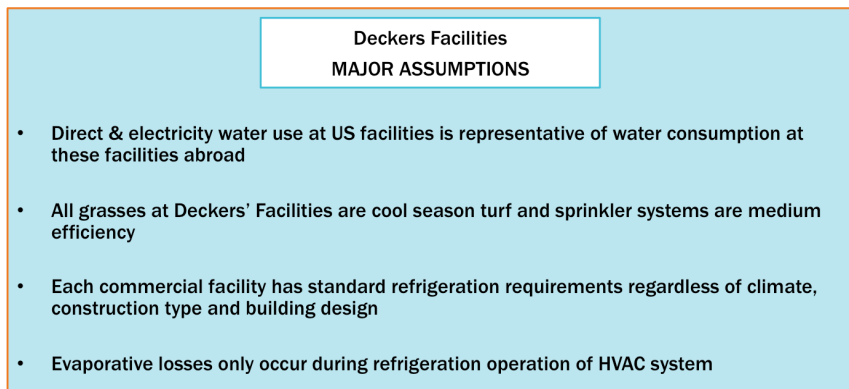 Deckers Facilities
MAJOR ASSUMPTIONS
• Direct & electricity water use at US facilities is representative of water consumption at
these facilities abroad
• All grasses at Deckers' Facilities are cool season turf and sprinkler systems are medium
efficiency
• Each commercial facility has standard refrigeration requirements regardless of climate,
construction type and building design
• Evaporative losses only occur during refrigeration operation of HVAC system